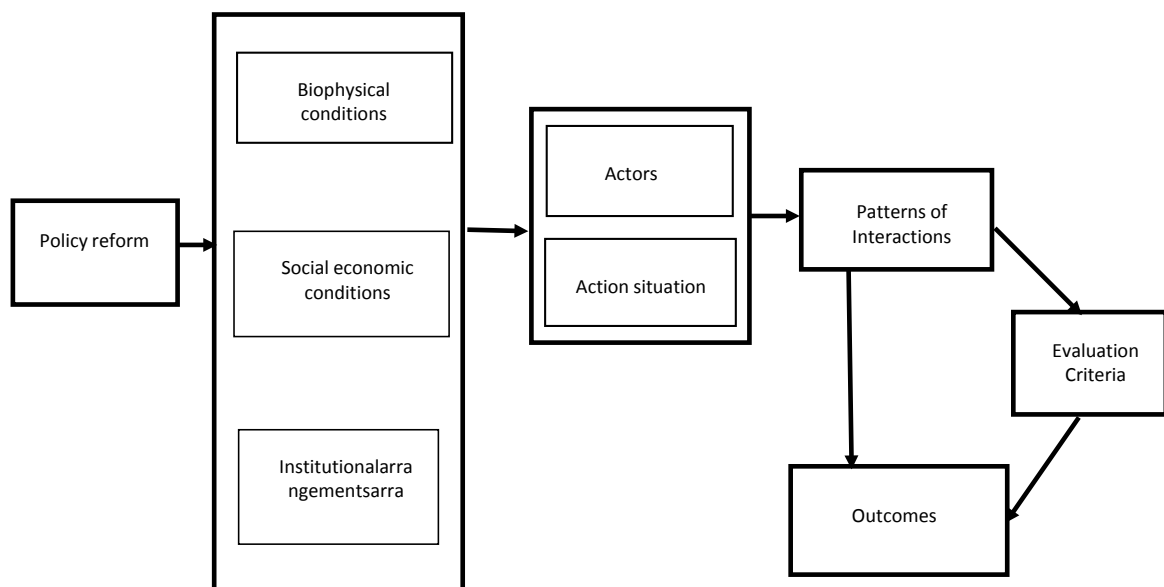 Policy reform
Biophysical
conditions
Social economic
conditions
Institutionalarra
ngementsarra
Actors
Action situation
Patterns of
Interactions
Evaluation
Criteria
Outcomes